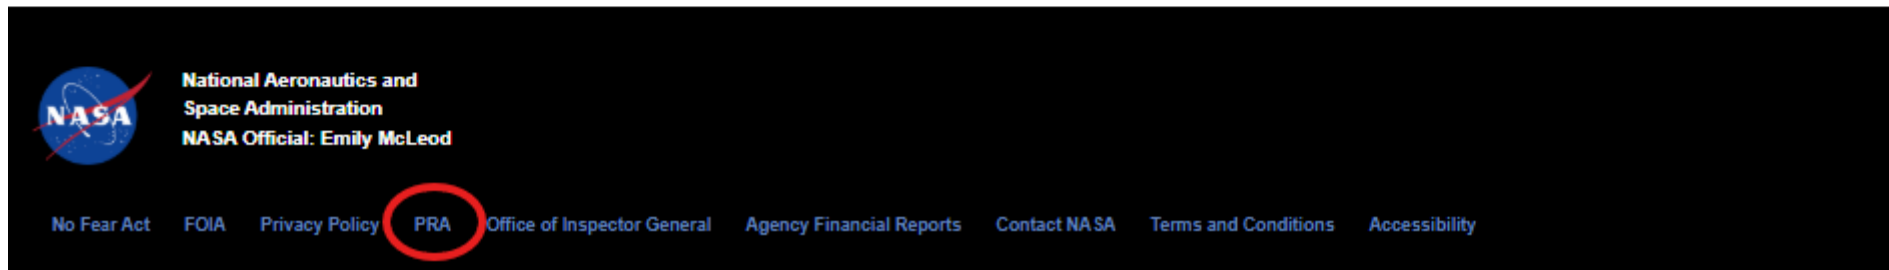 NASA
National Aeronautics and
Space Administration
NASA Official: Emily McLeod
No Fear Act FOIA Privacy Policy PRA Office of Inspector General Agency Financial Reports Contact NASA Terms and Conditions Accessibility